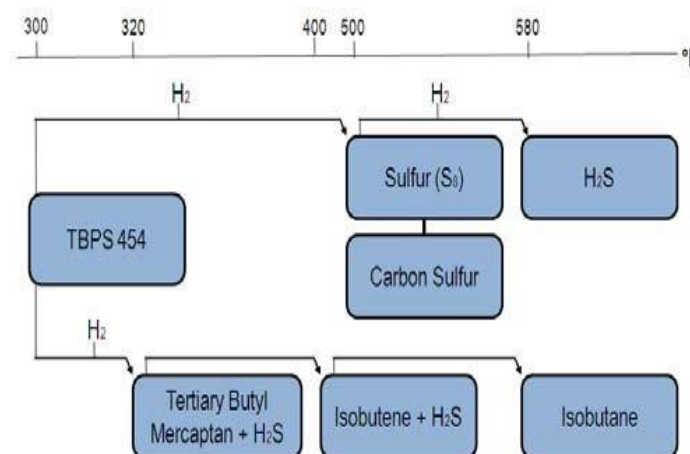 300 320 400 500 580
H₂ H₂
Sulfur (S₈) H₂S
TBPS 454
Carbon Sulfur
H₂
Tertiary Butyl
Mercaptan + H₂S
Isobutene + H₂S
Isobutane